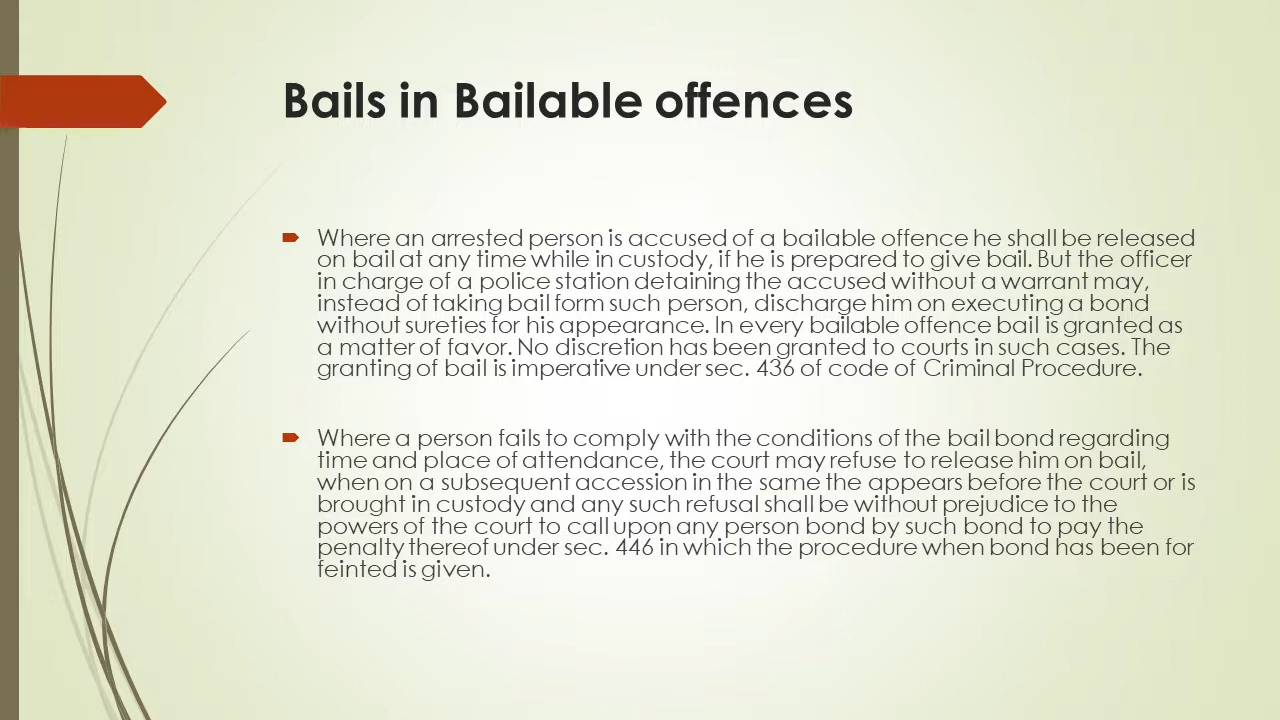 Bails in Bailable offences
Where an arrested person is accused of a bailable offence he shall be released
on bail at any time while in custody, if he is prepared to give bail. But the officer
in charge of a police station detaining the accused without a warrant may,
instead of taking bail form such person, discharge him on executing a bond
without sureties for his appearance. In every bailable offence bail is granted as
a matter of favor. No discretion has been granted to courts in such cases. The
granting of bail is imperative under sec. 436 of code of Criminal Procedure.
Where a person fails to comply with the conditions of the bail bond regarding
time and place of attendance, the court may refuse to release him on bail,
when on a subsequent accession in the same the appears before the court or is
brought in custody and any such refusal shall be without prejudice to the
powers of the court to call upon any person bond by such bond to pay the
penalty thereof under sec. 446 in which the procedure when bond has been for
feinted is given.